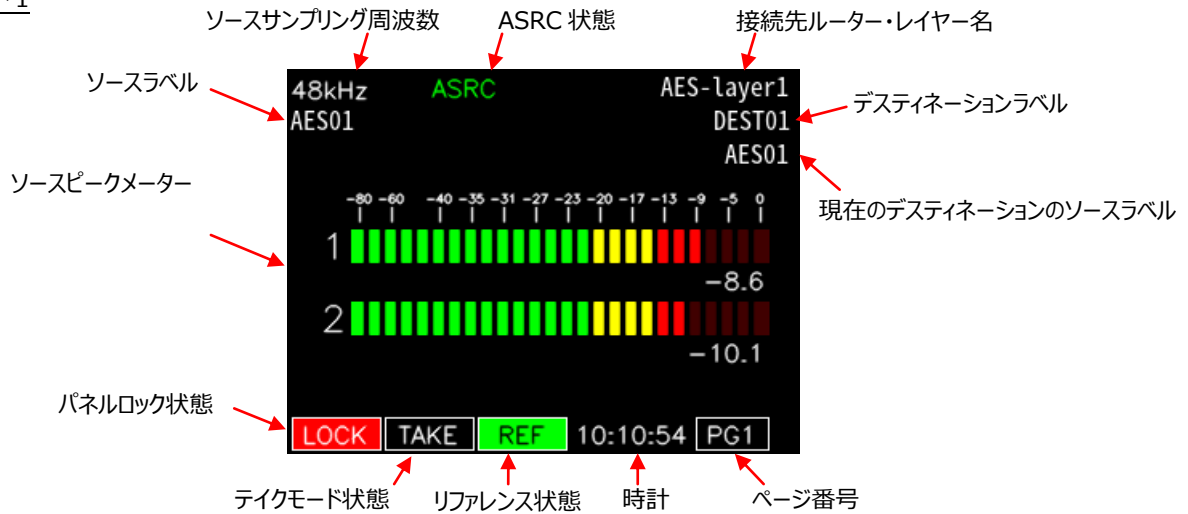 ソースサンプリング周波数 ASRC 状態 接続先ルーター・レイヤー名
ソースラベル
48kHz ASRC AES-layer1
AES01 DEST01
デスティネーションラベル
AES01
ソースピークメーター
現在のデスティネーションのソースラベル
-80 -60 -40 -35 -31 -27 -23 -20 -17 -13 -9 -5 0
1
-8.6
2
-10.1
パネルロック状態
LOCK TAKE REF 10:10:54 PG1
テイクモード状態 リファレンス状態 時計 ページ番号